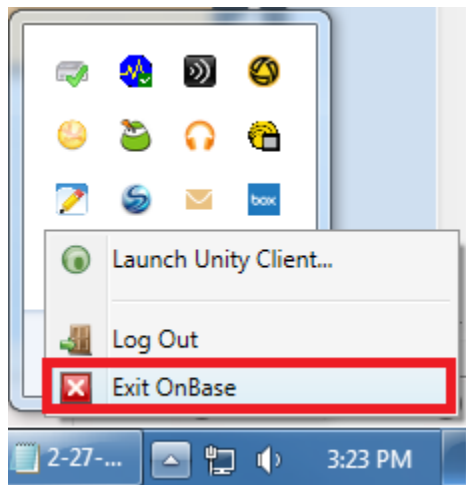 box
Launch Unity Client...
Log Out
Exit OnBase
2-27-...
3:23 PM